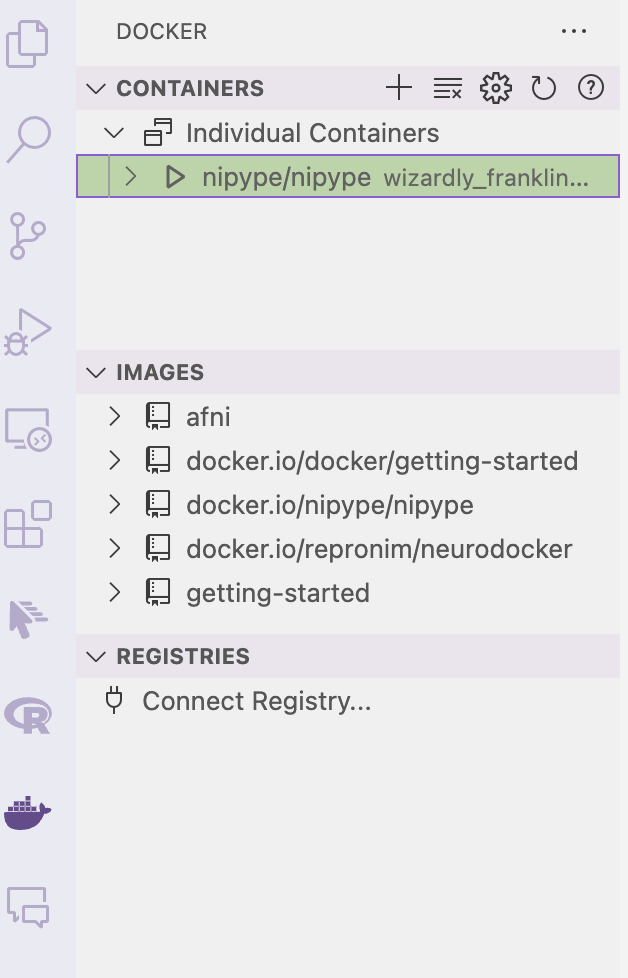 DOCKER
CONTAINERS
Individual Containers
nipype/nipype wizardly_franklin...
IMAGES
afni
docker.io/docker/getting-started
docker.io/nipype/nipype
docker.io/repronim/neurodocker
getting-started
REGISTRIES
Connect Registry...